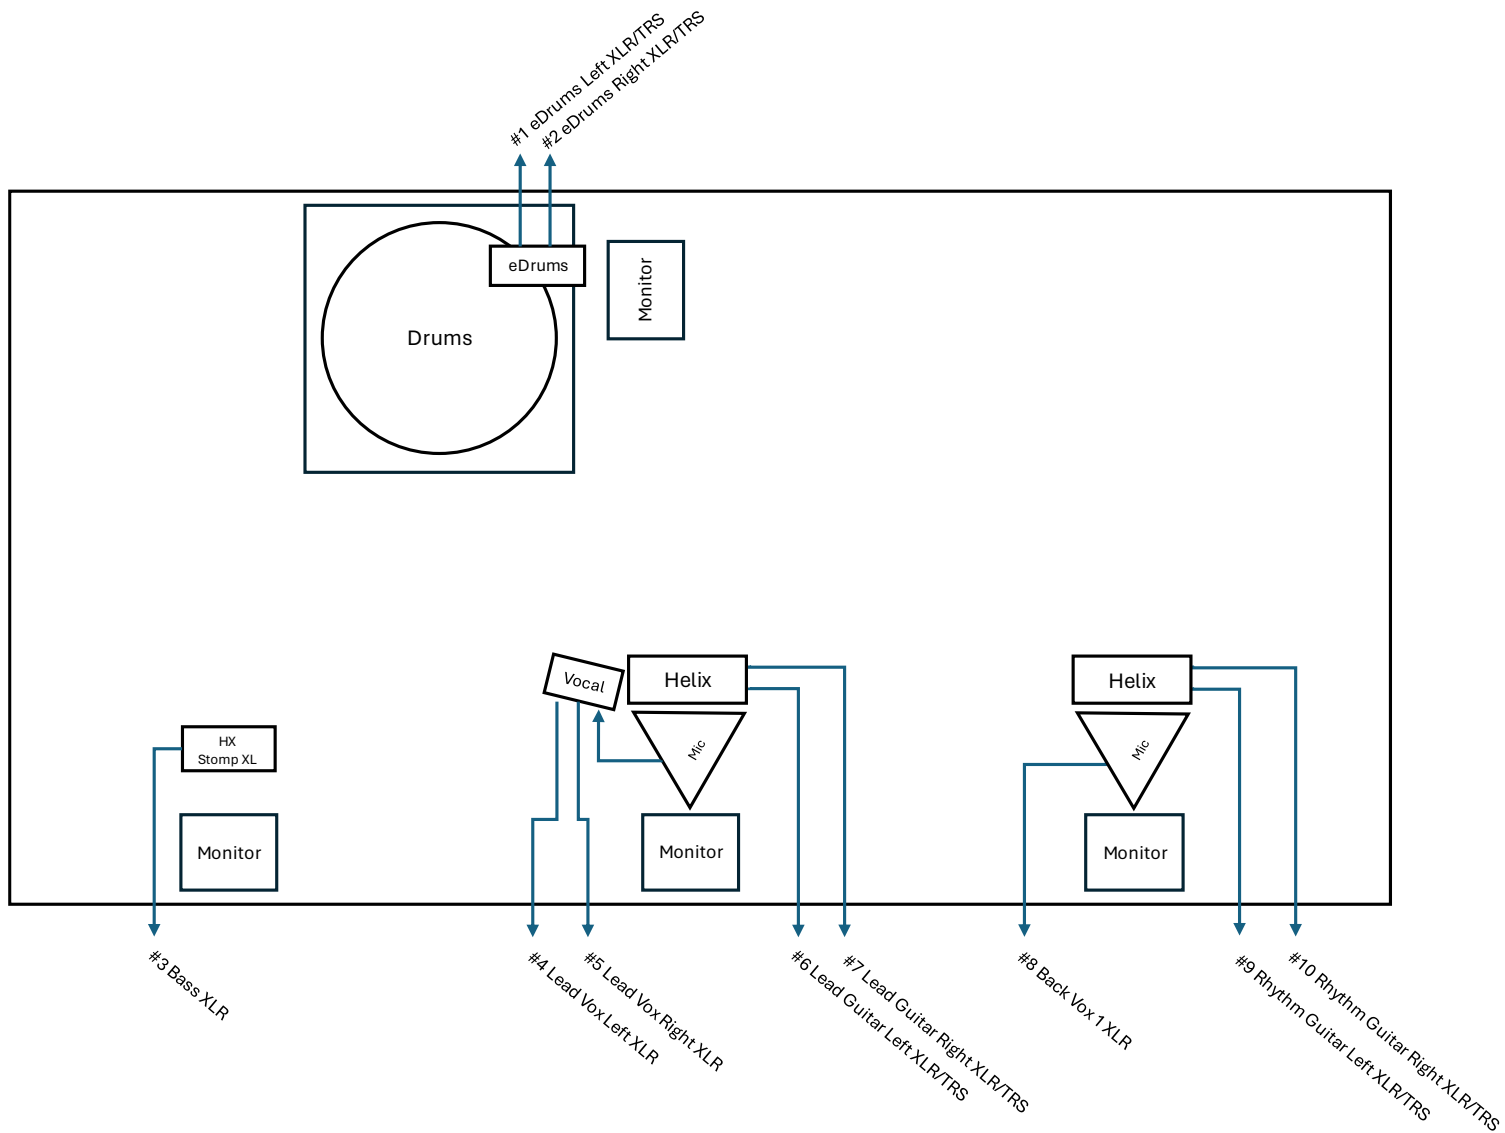 #1 eDrums Left XLR/TRS
#2 eDrums Right XLR/TRS
eDrums
Monitor
Drums
Vocal
Helix
Helix
HX
Stomp XL
Mic
Mic
Monitor
Monitor
Monitor
#3 Bass XLR
#4 Lead Vox Left XLR
#5 Lead Vox Right XLR
#6 Lead Guitar Left XLR/TRS
#7 Lead Guitar Right XLR/TRS
#8 Back Vox 1 XLR
#9 Rhythm Guitar Left XLR/TRS
#10 Rhythm Guitar Right XLR/TRS